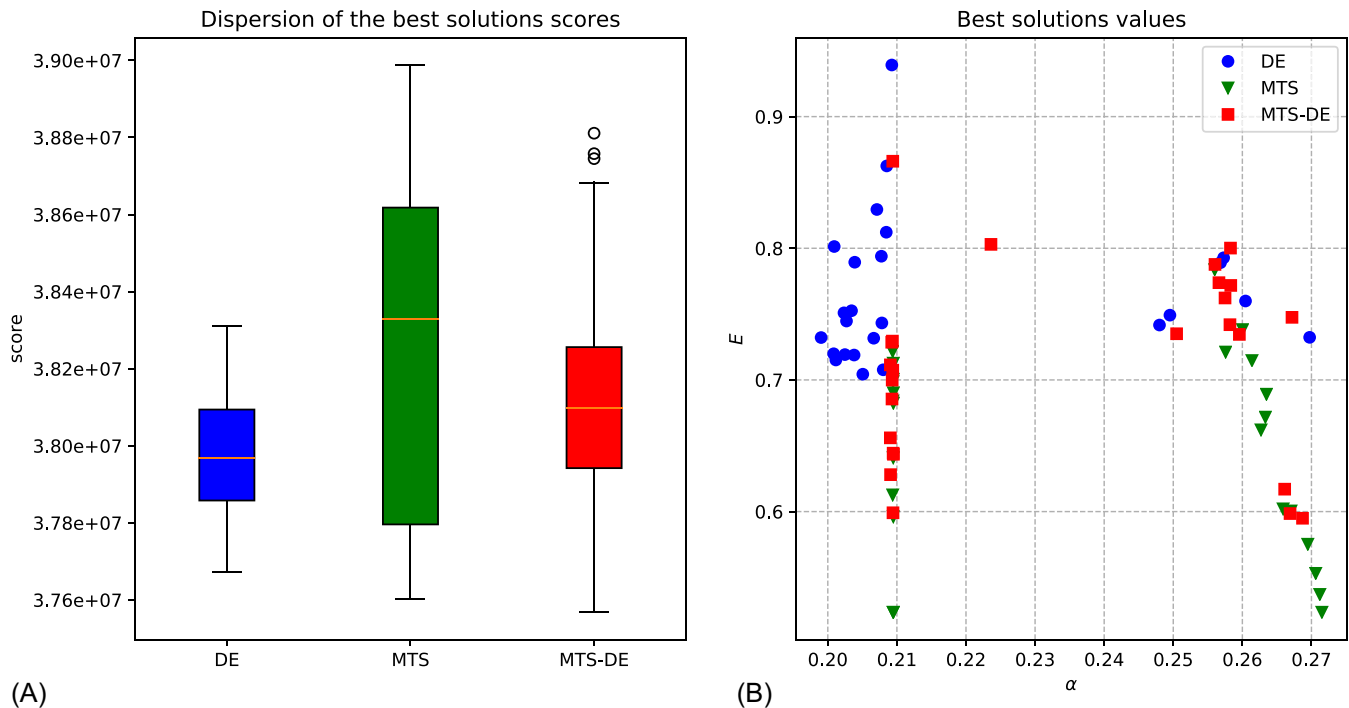 Dispersion of the best solutions scores
3.90e+07
3.88e+07
3.86e+07
3.84e+07
3.82e+07
3.80e+07
3.78e+07
3.76e+07
score
DE MTS MTS-DE
(A)
Best solutions values
DE
MTS
MTS-DE
0.9
0.8
0.7
0.6
E
0.20 0.21 0.22 0.23 0.24 0.25 0.26 0.27
α
(B)